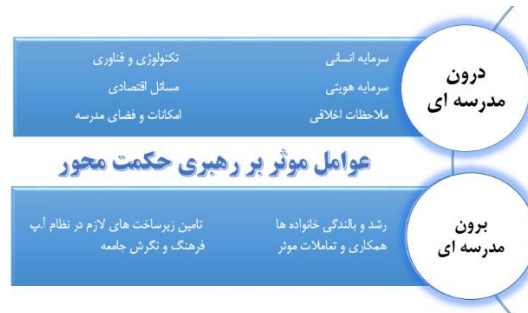 درون
مدرسه ای
سرمایه انسانی
سرمایه هویتی
ملاحظات اخلاقی
تکنولوژی و فناوری
مسائل اقتصادی
امکانات و فضای مدرسه
عوامل موثر بر رهبری حکمت محور
برون
مدرسه ای
رشد و بالندگی خانواده ها
همکاری و تعاملات موثر
تامین زیرساخت های لازم در نظام آ.پ
فرهنگ و نگرش جامعه